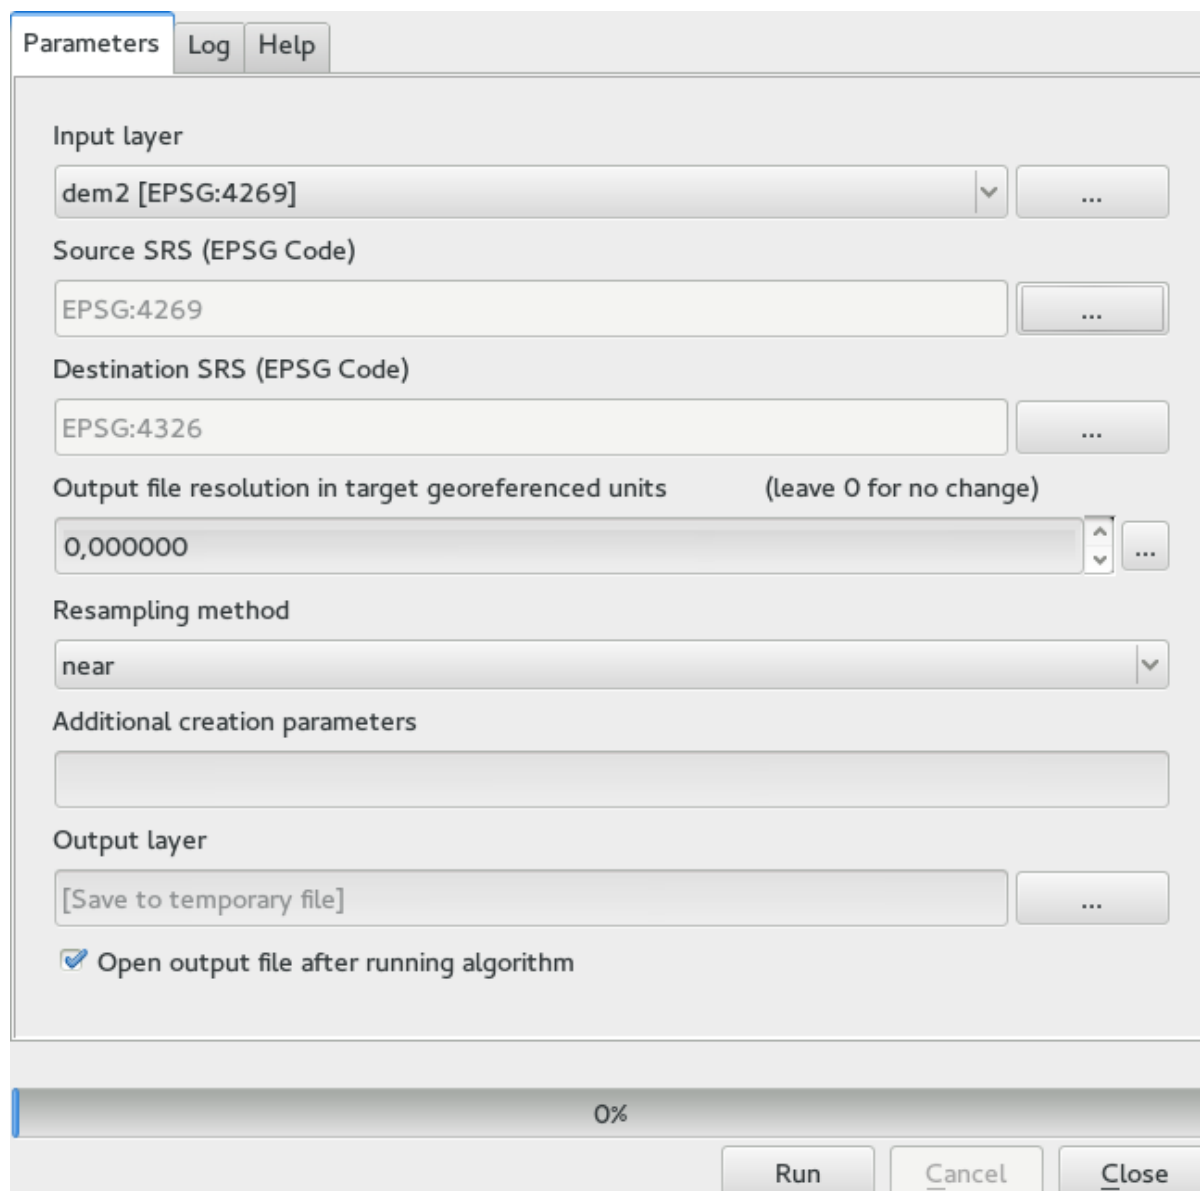 Parameters Log Help
Input layer
dem2 [EPSG:4269]
...
Source SRS (EPSG Code)
EPSG:4269
...
Destination SRS (EPSG Code)
EPSG:4326
...
Output file resolution in target georeferenced units (leave 0 for no change)
0,000000
...
Resampling method
near
Additional creation parameters
Output layer
[Save to temporary file]
...
Open output file after running algorithm
0%
Run Cancel Close